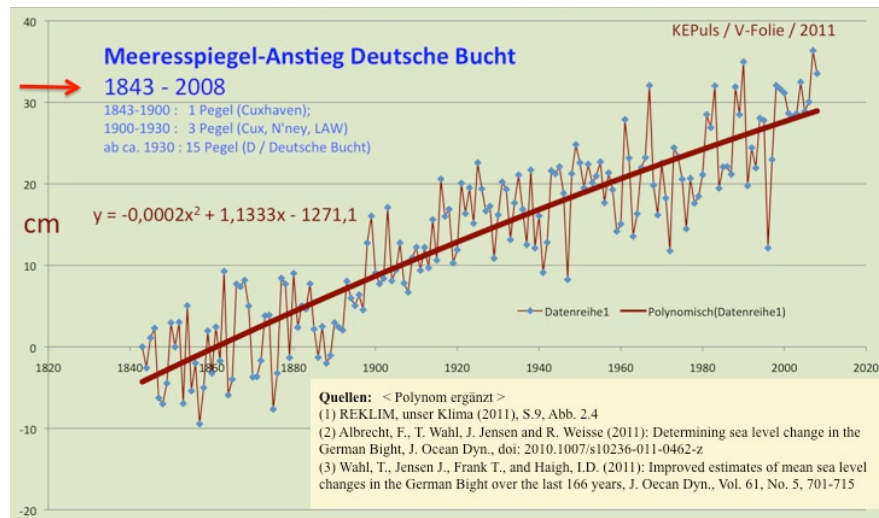 40
KEPuls / V-Folie / 2011
Meeresspiegel-Anstieg Deutsche Bucht
1843 - 2008
30
1843-1900 : 1 Pegel (Cuxhaven);
1900-1930 : 3 Pegel (Cux, N'ney, LAW)
ab ca. 1930 : 15 Pegel (D / Deutsche Bucht)
20
cm
y = -0,0002x² + 1,1333x - 1271,1
10
Datenreihe1
Polynomisch(Datenreihe1)
0
1820
1840
1860
1880
1900
1920
1940
1960
1980
2000
2020
Quellen: < Polynom ergänzt >
(1) REKLIM, unser Klima (2011), S.9, Abb. 2.4
(2) Albrecht, F., T. Wahl, J. Jensen and R. Weisse (2011): Determining sea level change in the
German Bight, J. Ocean Dyn., doi: 2010.1007/s10236-011-0462-z
(3) Wahl, T., Jensen J., Frank T., and Haigh, I.D. (2011): Improved estimates of mean sea level
changes in the German Bight over the last 166 years, J. Oecan Dyn., Vol. 61, No. 5, 701-715
-10
-20